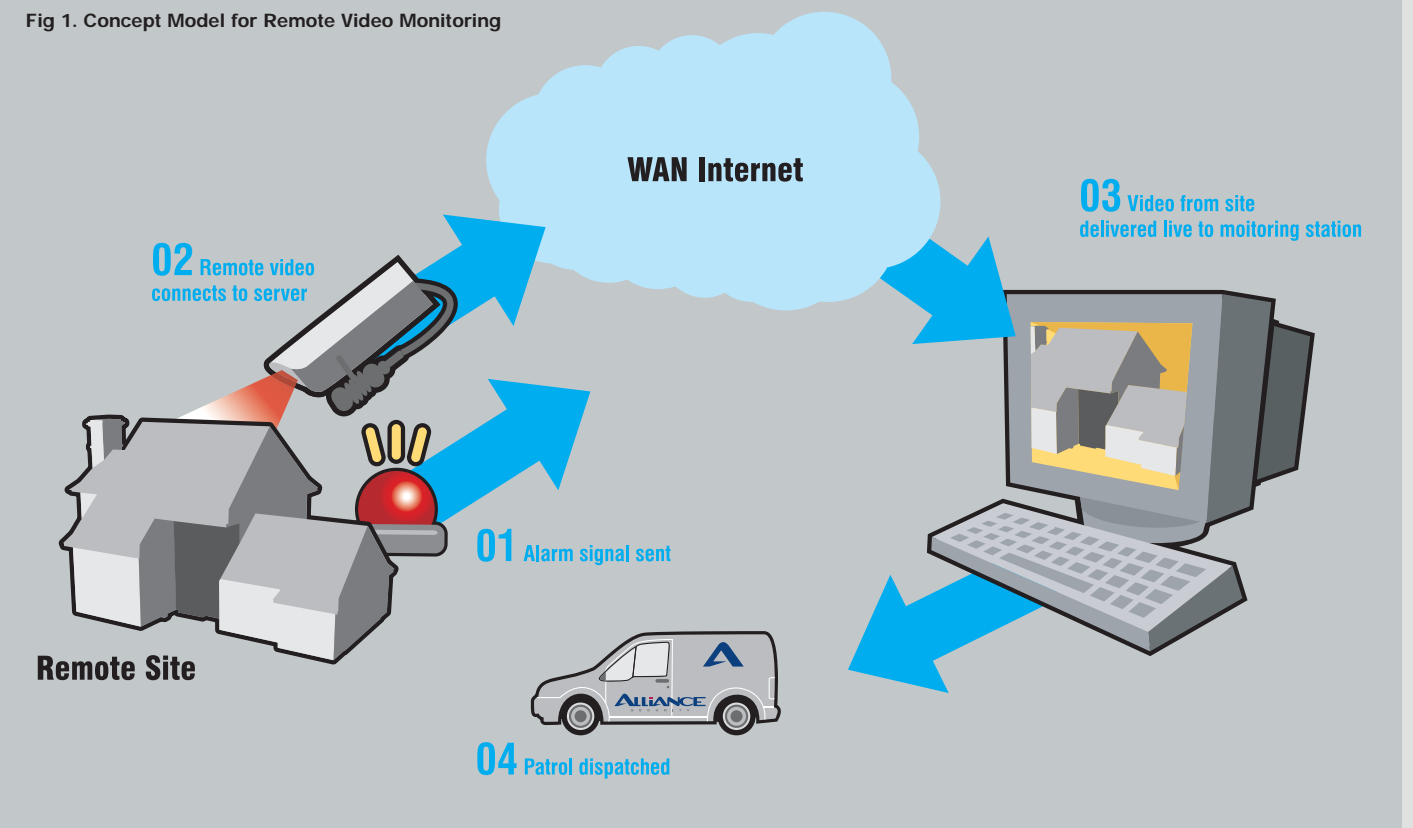 Fig 1. Concept Model for Remote Video Monitoring
WAN Internet
03 Video from site
delivered live to moitoring station
02 Remote video
connects to server
01 Alarm signal sent
Remote Site
ALLiANCE
SECURITY
04 Patrol dispatched